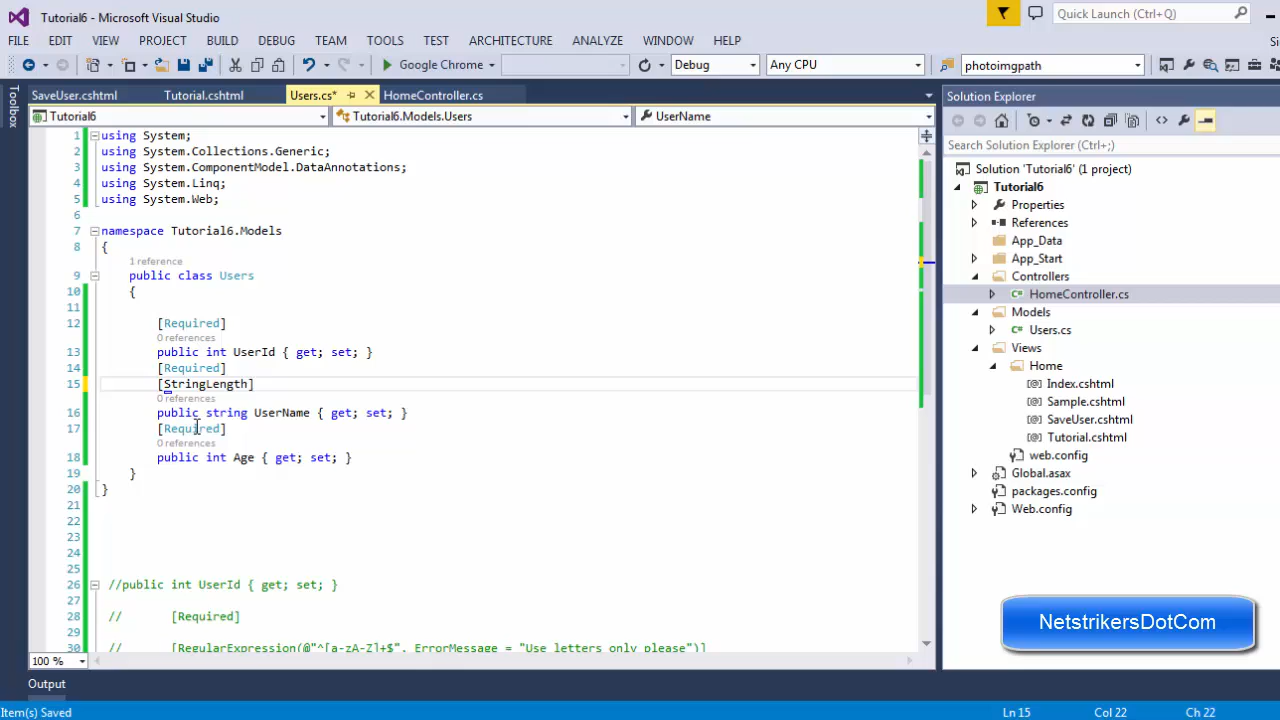 Tutorial6 - Microsoft Visual Studio
Quick Launch (Ctrl+Q)
FILE EDIT VIEW PROJECT BUILD DEBUG TEAM TOOLS TEST ARCHITECTURE ANALYZE WINDOW HELP
Si
Google Chrome
Debug
Any CPU
photoimgpath
Toolbox
SaveUser.cshtml Tutorial.cshtml Users.cs* HomeController.cs
Tutorial6
Tutorial6.Models.Users
UserName
1 using System;
2 using System.Collections.Generic;
3 using System.ComponentModel.DataAnnotations;
4 using System.Linq;
5 using System.Web;
6
7 namespace Tutorial6.Models
8 {
1 reference
9 public class Users
10 {
11
12 [Required]
0 references
13 public int UserId { get; set; }
14 [Required]
15 [StringLength]
0 references
16 public string UserName { get; set; }
17 [Required]
0 references
18 public int Age { get; set; }
19 }
20 }
21
22
23
24
25
26 //public int UserId { get; set; }
27
28 // [Required]
29
30 // [RegularExpression(@"^[a-zA-Z]+$", ErrorMessage = "Use letters only please")]
100 %
Solution Explorer
Search Solution Explorer (Ctrl+;)
Solution 'Tutorial6' (1 project)
Tutorial6
Properties
References
App_Data
App_Start
Controllers
HomeController.cs
Models
Users.cs
Views
Home
Index.cshtml
Sample.cshtml
SaveUser.cshtml
Tutorial.cshtml
web.config
Global.asax
packages.config
Web.config
NetstrikersDotCom
Output
Item(s) Saved
Ln 15
Col 22
Ch 22